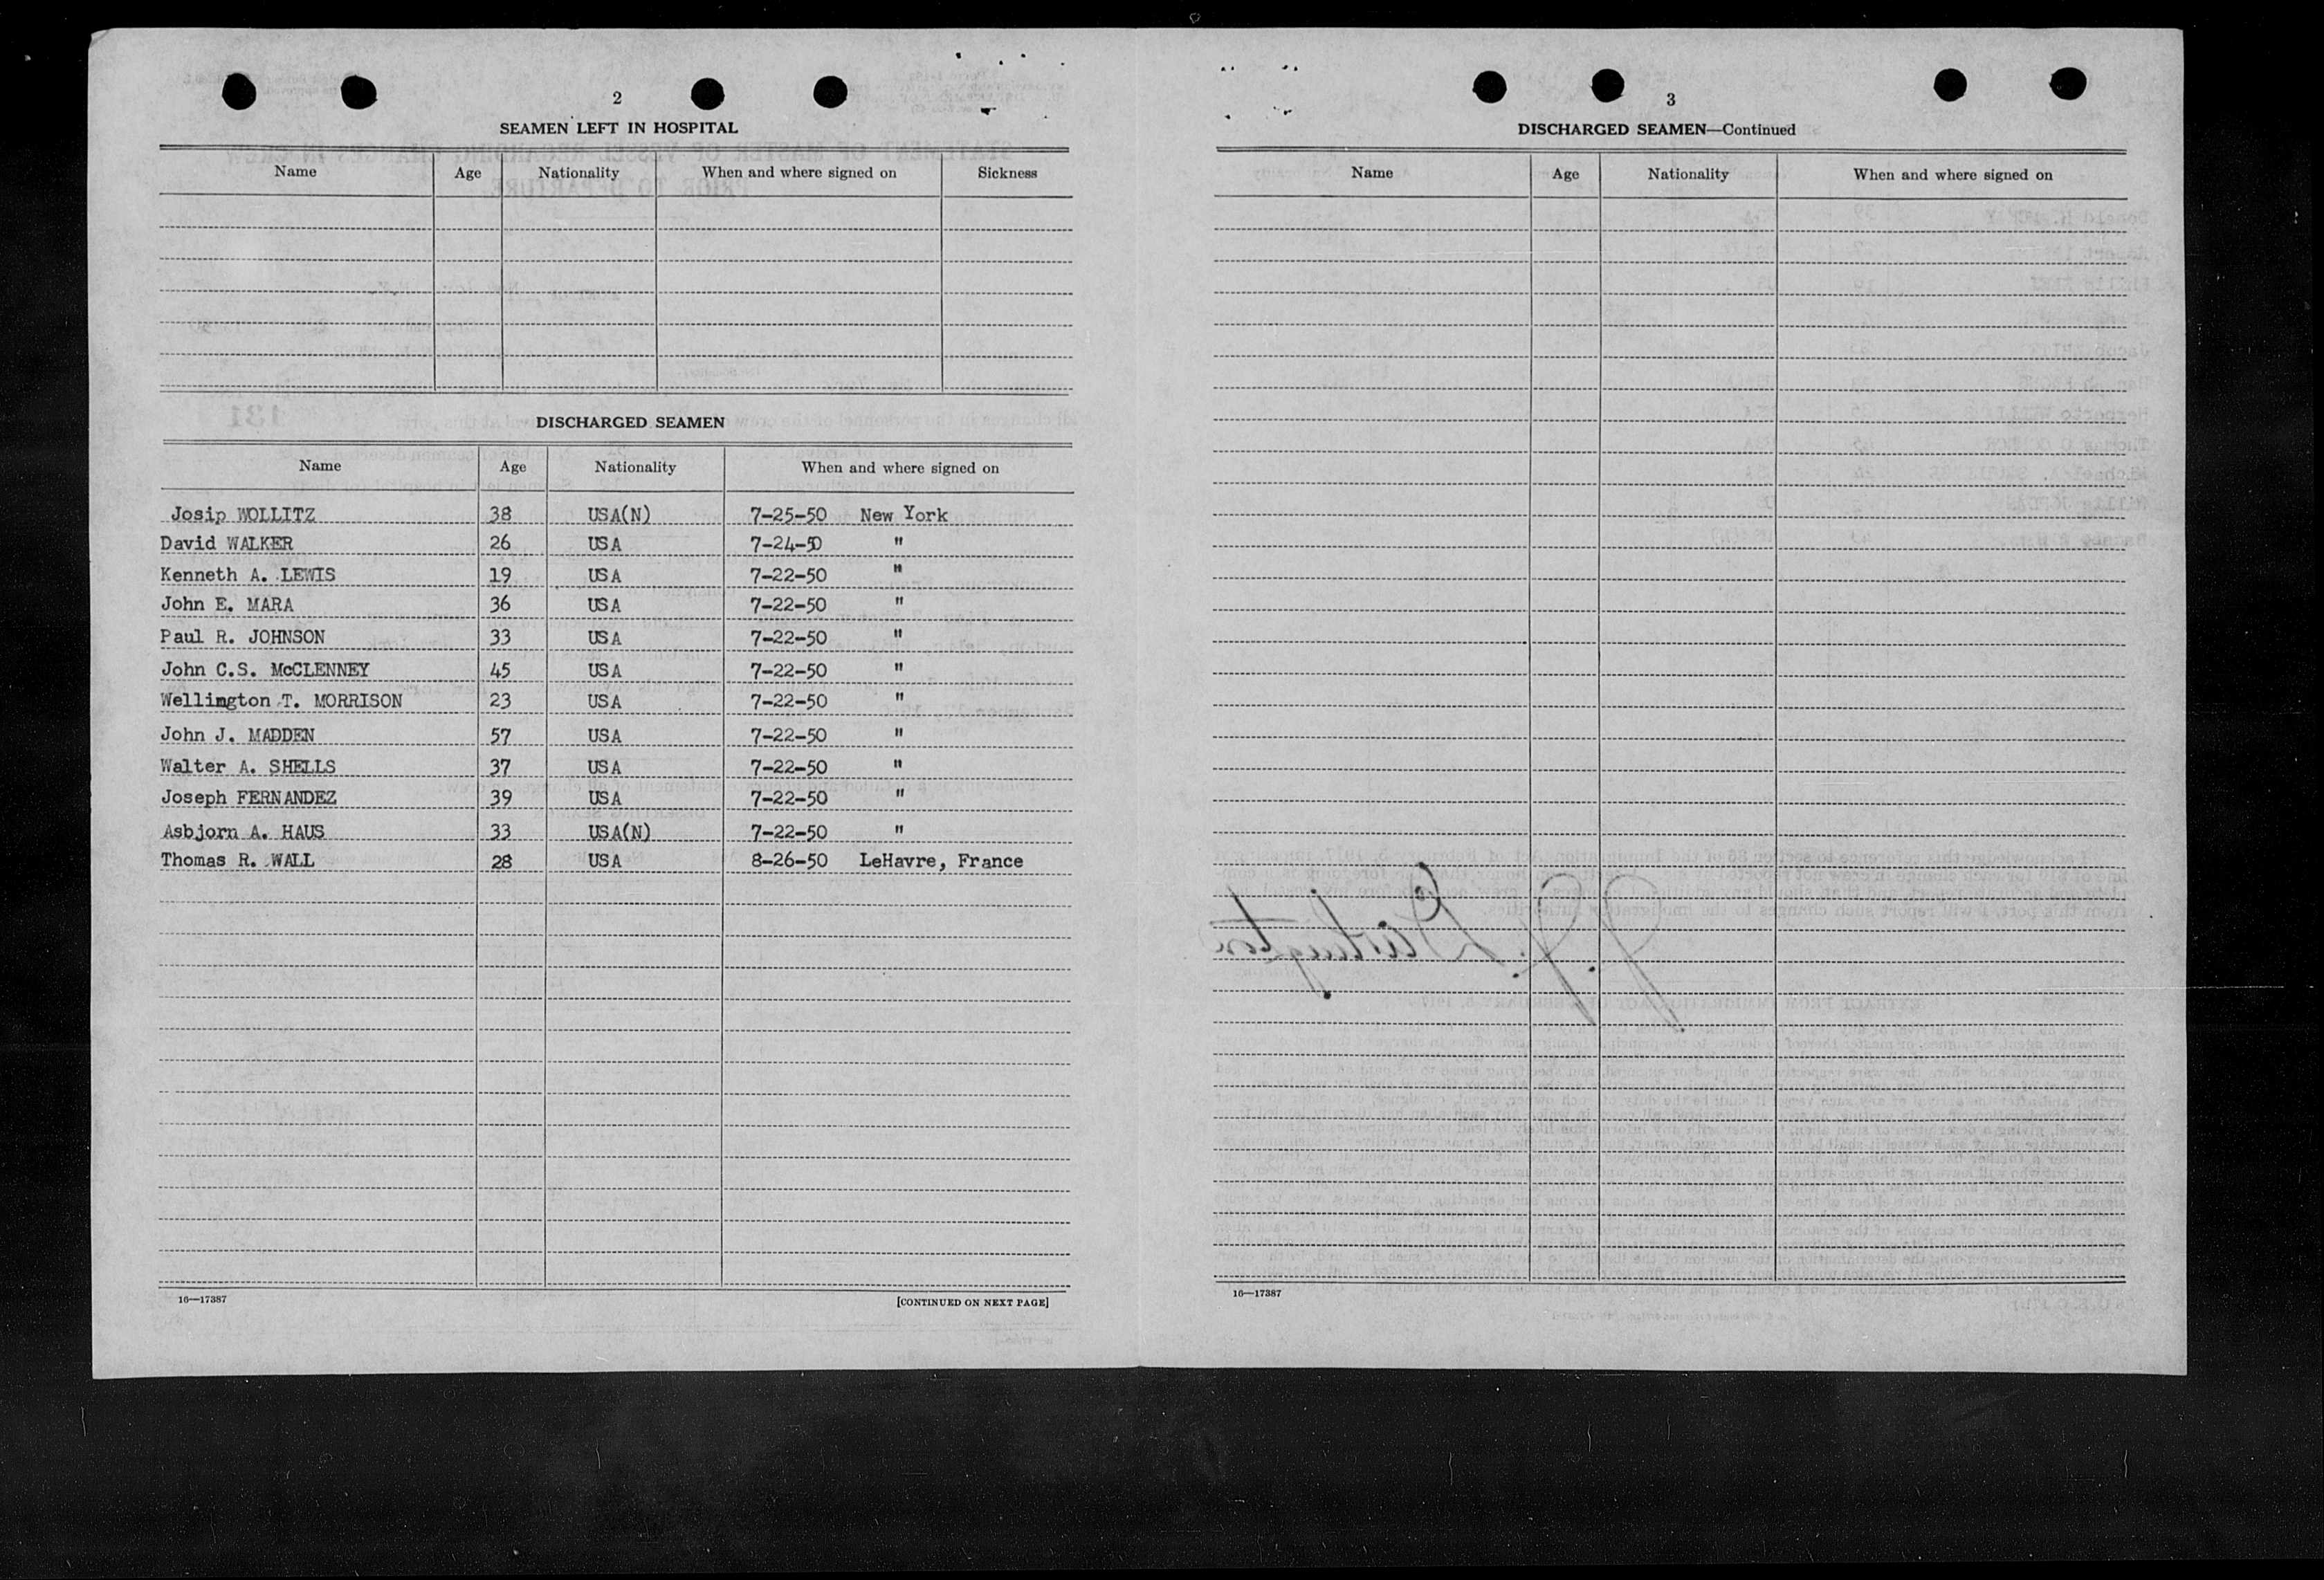 2
SEAMEN LEFT IN HOSPITAL
Name Age Nationality When and where signed on Sickness
DISCHARGED SEAMEN
Name Age Nationality When and where signed on
Josip WOLLITZ 38 USA(N) 7-25-50 New York
David WALKER 26 USA 7-24-50 "
Kenneth A. LEWIS 19 USA 7-22-50 "
John E. MARA 36 USA 7-22-50 "
Paul R. JOHNSON 33 USA 7-22-50 "
John C.S. McCLENNEY 45 USA 7-22-50 "
Wellington T. MORRISON 23 USA 7-22-50 "
John J. MADDEN 57 USA 7-22-50 "
Walter A. SHELLS 37 USA 7-22-50 "
Joseph FERNANDEZ 39 USA 7-22-50 "
Asbjorn A. HAUS 33 USA(N) 7-22-50 "
Thomas R. WALL 28 USA 8-26-50 LeHavre, France
16—17387
[CONTINUED ON NEXT PAGE]
3
DISCHARGED SEAMEN—Continued
Name Age Nationality When and where signed on
16—17387